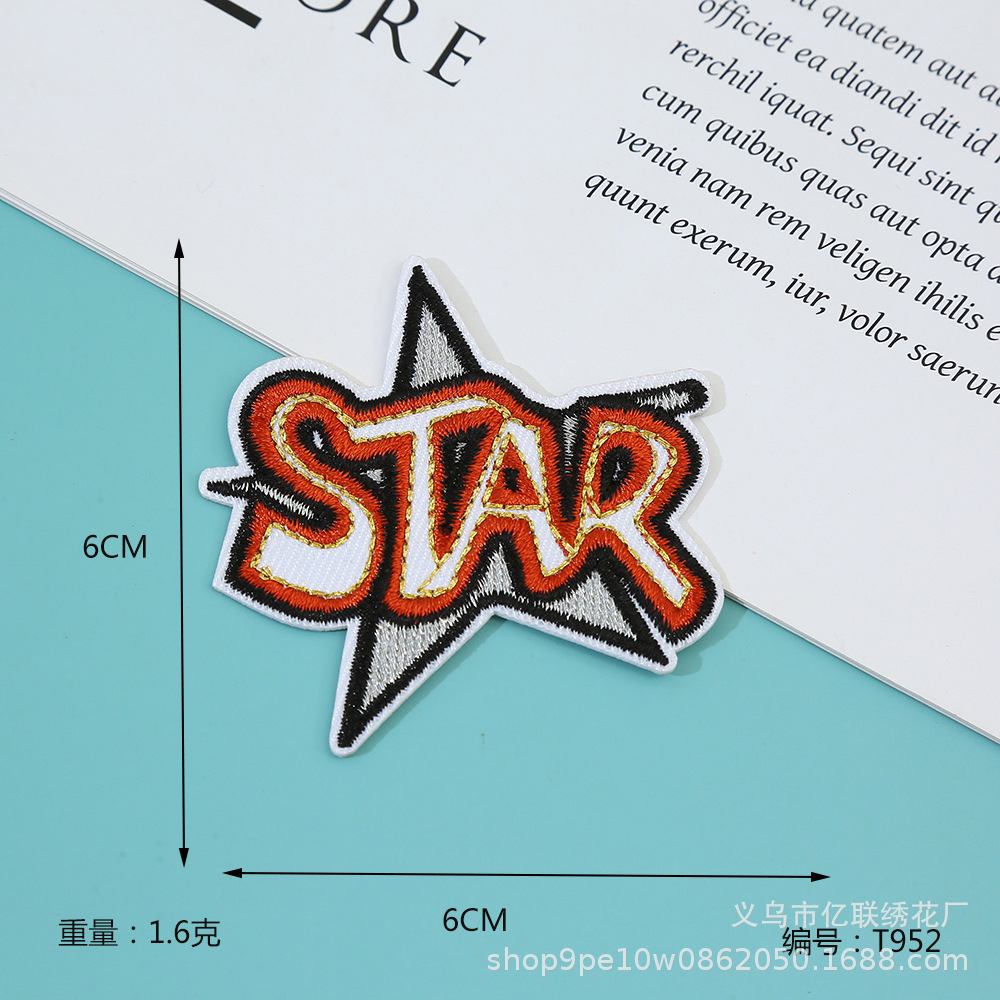 ORE
quatem aut
officiet ea diandi dit id
rerchil iquat. Sequi sint
cum quibus quas aut opta
venia nam rem veligen ihilis
quunt exerum, iur, volor saerun
STAR
6CM
6CM
重量：1.6克
义乌市亿联绣花厂
编号：T952
shop9pe10w0862050.1688.com